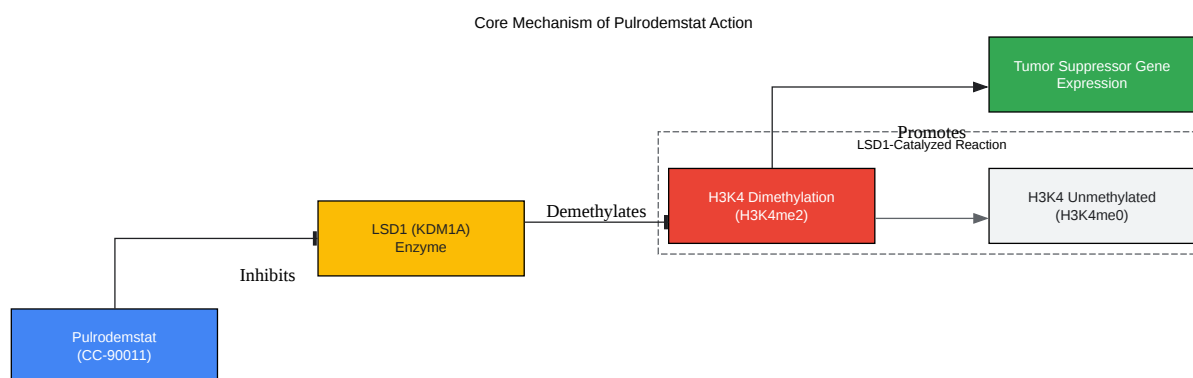 Core Mechanism of Pulrodemstat Action
Tumor Suppressor Gene
Expression
Promotes
LSD1-Catalyzed Reaction
H3K4 Dimethylation
(H3K4me2)
H3K4 Unmethylated
(H3K4me0)
Demethylates
LSD1 (KDM1A)
Enzyme
Inhibits
Pulrodemstat
(CC-90011)